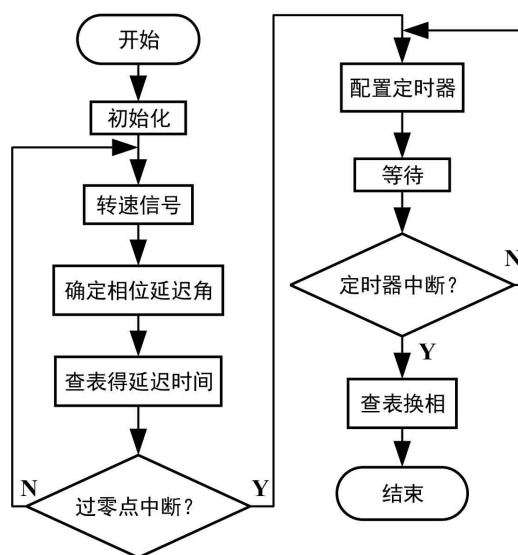 开始
初始化
转速信号
确定相位延迟角
查表得延迟时间
过零点中断?
N
Y
配置定时器
等待
定时器中断?
N
Y
查表换相
结束